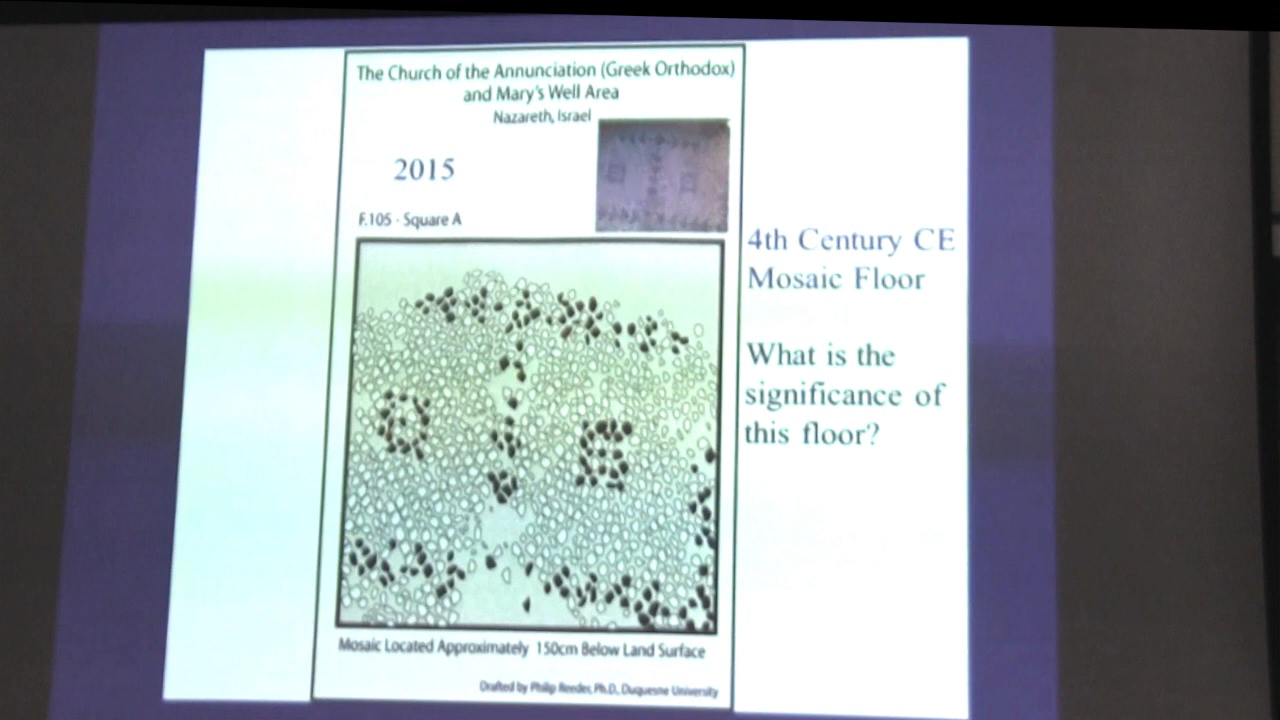 The Church of the Annunciation (Greek Orthodox)
and Mary's Well Area
Nazareth, Israel
2015
F.105 - Square A
4th Century CE
Mosaic Floor
What is the
significance of
this floor?
Mosaic Located Approximately 150cm Below Land Surface
Drafted by Philip Reeder, Ph.D., Duquesne University